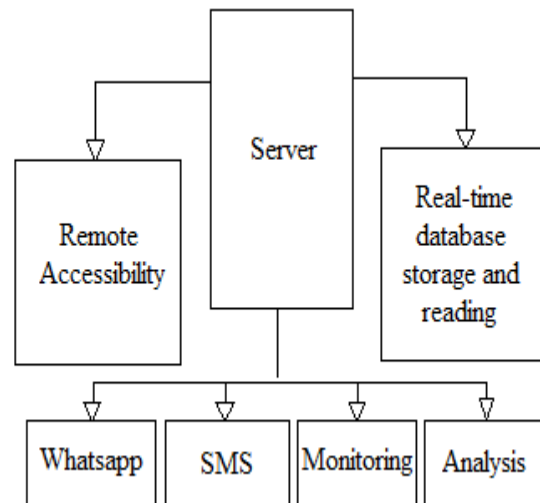 Server
Remote
Accessibility
Real-time
database
storage and
reading
Whatsapp
SMS
Monitoring
Analysis